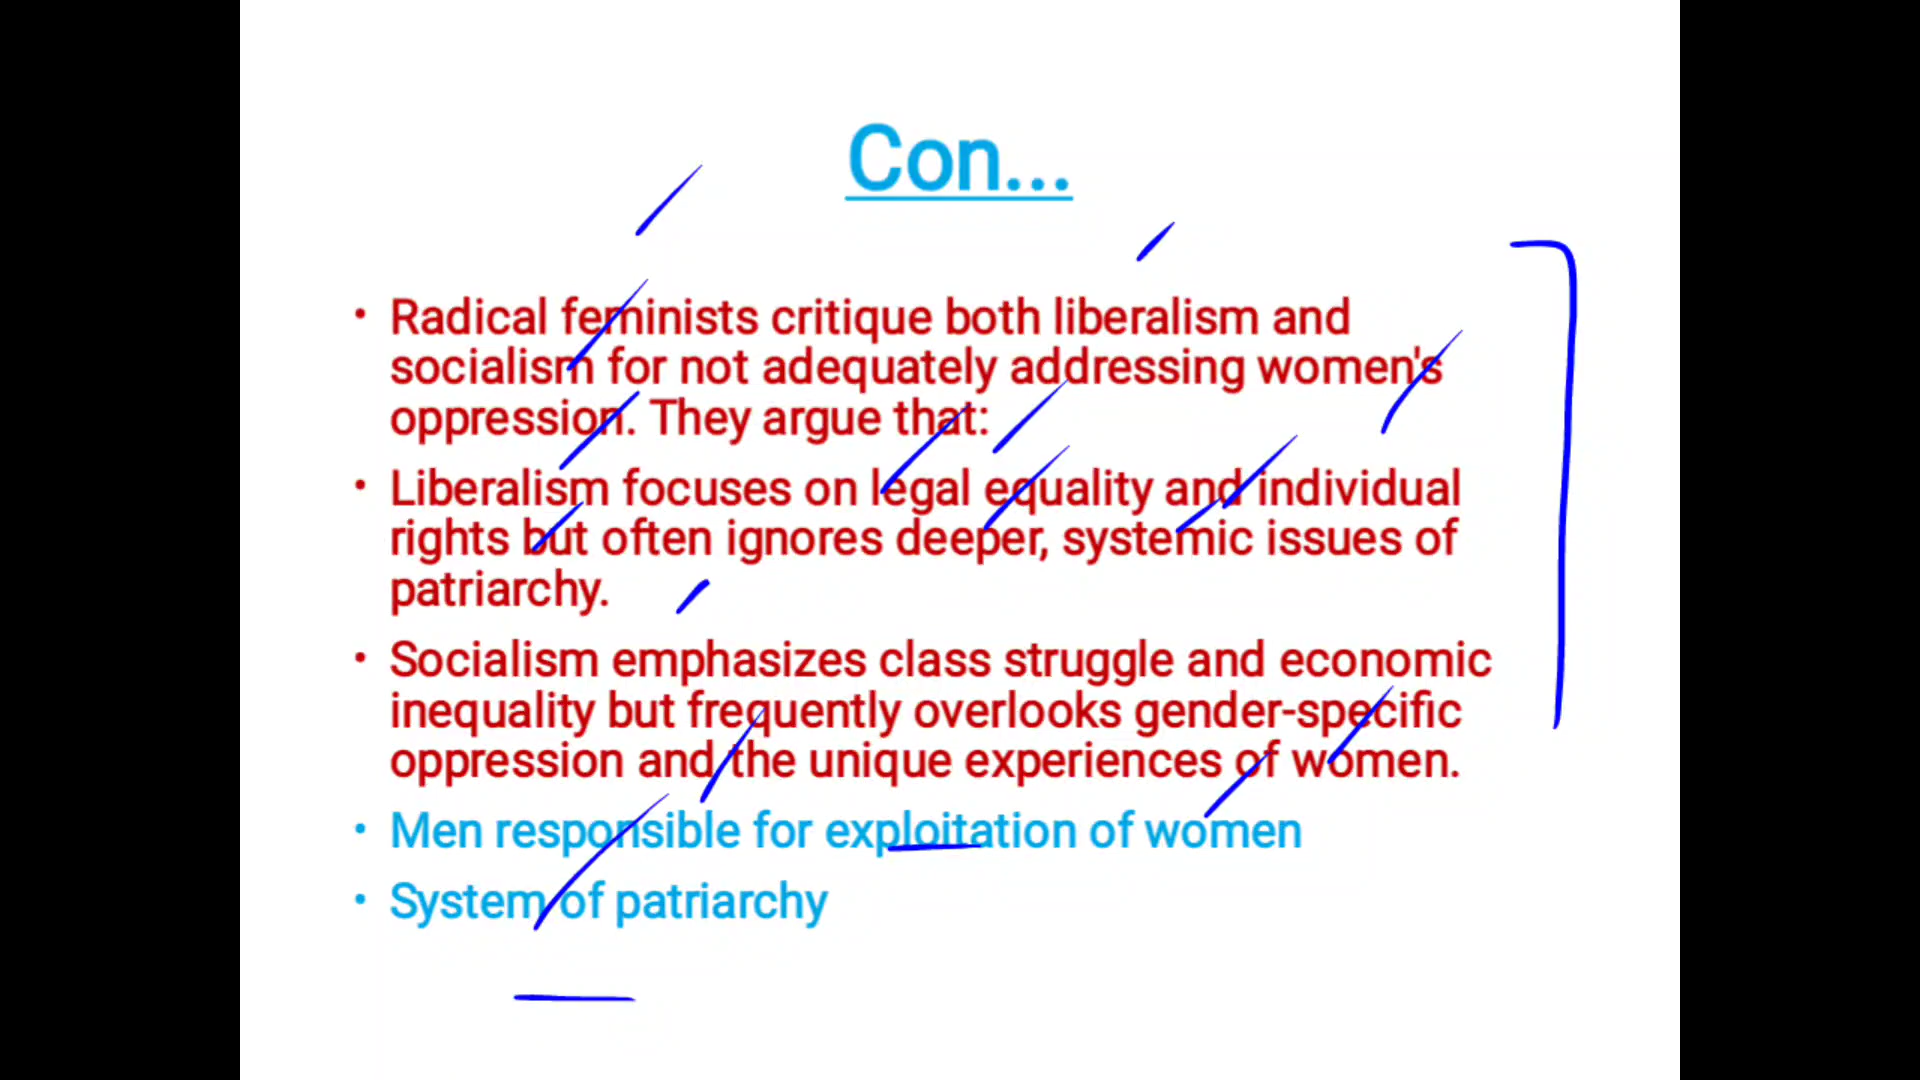 Con...
• Radical feminists critique both liberalism and
socialism for not adequately addressing women's
oppression. They argue that:
• Liberalism focuses on legal equality and individual
rights but often ignores deeper, systemic issues of
patriarchy.
• Socialism emphasizes class struggle and economic
inequality but frequently overlooks gender-specific
oppression and the unique experiences of women.
• Men responsible for exploitation of women
• System of patriarchy